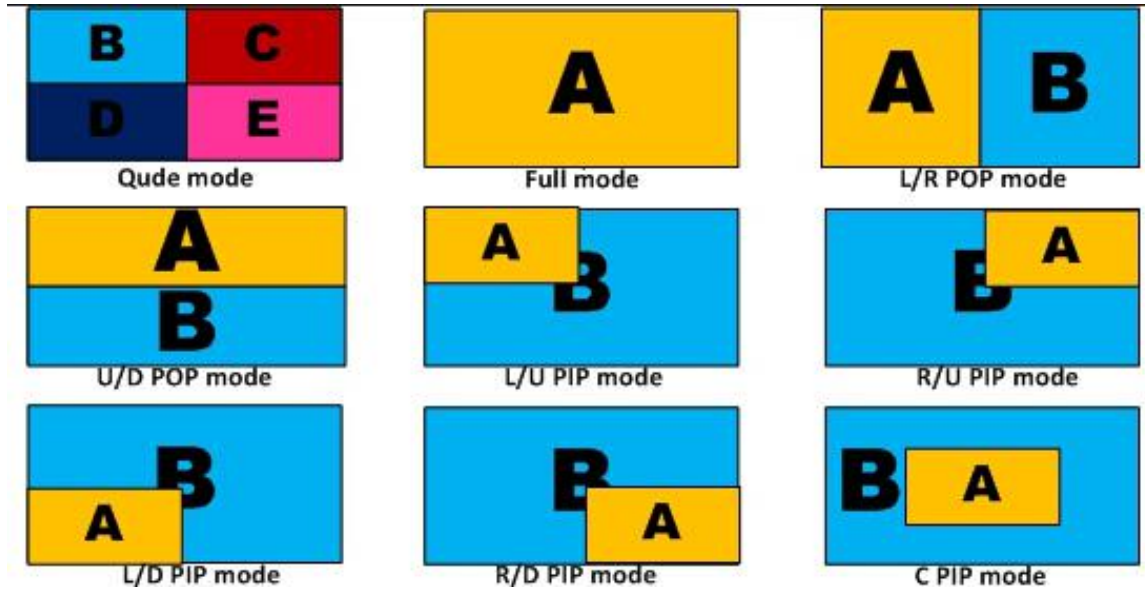 B C
D E
Qude mode
A
Full mode
A B
L/R POP mode
A
B
U/D POP mode
A
B
L/U PIP mode
A
B
R/U PIP mode
B
A
L/D PIP mode
B
A
R/D PIP mode
B A
C PIP mode